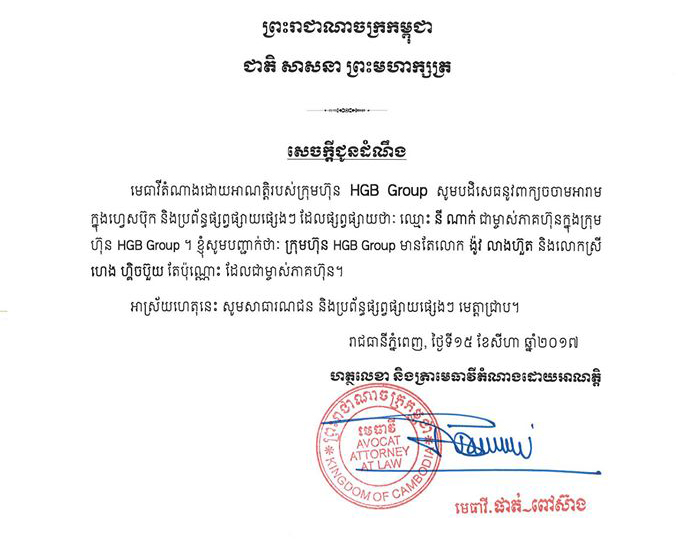 ព្រះរាជាណាចក្រកម្ពុជា
ជាតិ សាសនា ព្រះមហាក្សត្រ
សេចក្តីជូនដំណឹង
មេធាវីតំណាងដោយអាណត្តិរបស់ក្រុមហ៊ុន HGB Group សូមបដិសេធនូវពាក្យចចាមអារាម
ក្នុងហ្វេសប៊ុក និងប្រព័ន្ធផ្សព្វផ្សាយផ្សេងៗ ដែលផ្សព្វផ្សាយថាៈ ឈ្មោះ នី ណាក់ ជាម្ចាស់ភាគហ៊ុនក្នុងក្រុម
ហ៊ុន HGB Group ។ ខ្ញុំសូមបញ្ជាក់ថាៈ ក្រុមហ៊ុន HGB Group មានតែលោក ង៉ូវ លាងហ៊ួត និងលោកស្រី
ហេង ហ្គិចប៊ួយ តែប៉ុណ្ណោះ ដែលជាម្ចាស់ភាគហ៊ុន។
អាស្រ័យហេតុនេះ សូមសាធារណជន និងប្រព័ន្ធផ្សព្វផ្សាយផ្សេងៗ មេត្តាជ្រាប។
រាជធានីភ្នំពេញ, ថ្ងៃទី១៥ ខែសីហា ឆ្នាំ២០១៧
ហត្ថលេខា និងត្រាមេធាវីតំណាងដោយអាណត្តិ
ព្រះរាជាណាចក្រកម្ពុជា
មេធាវី
AVOCAT
ATTORNEY
AT LAW
KINGDOM OF CAMBODIA
មេធាវី.ផាត់ ពៅស៊ាង